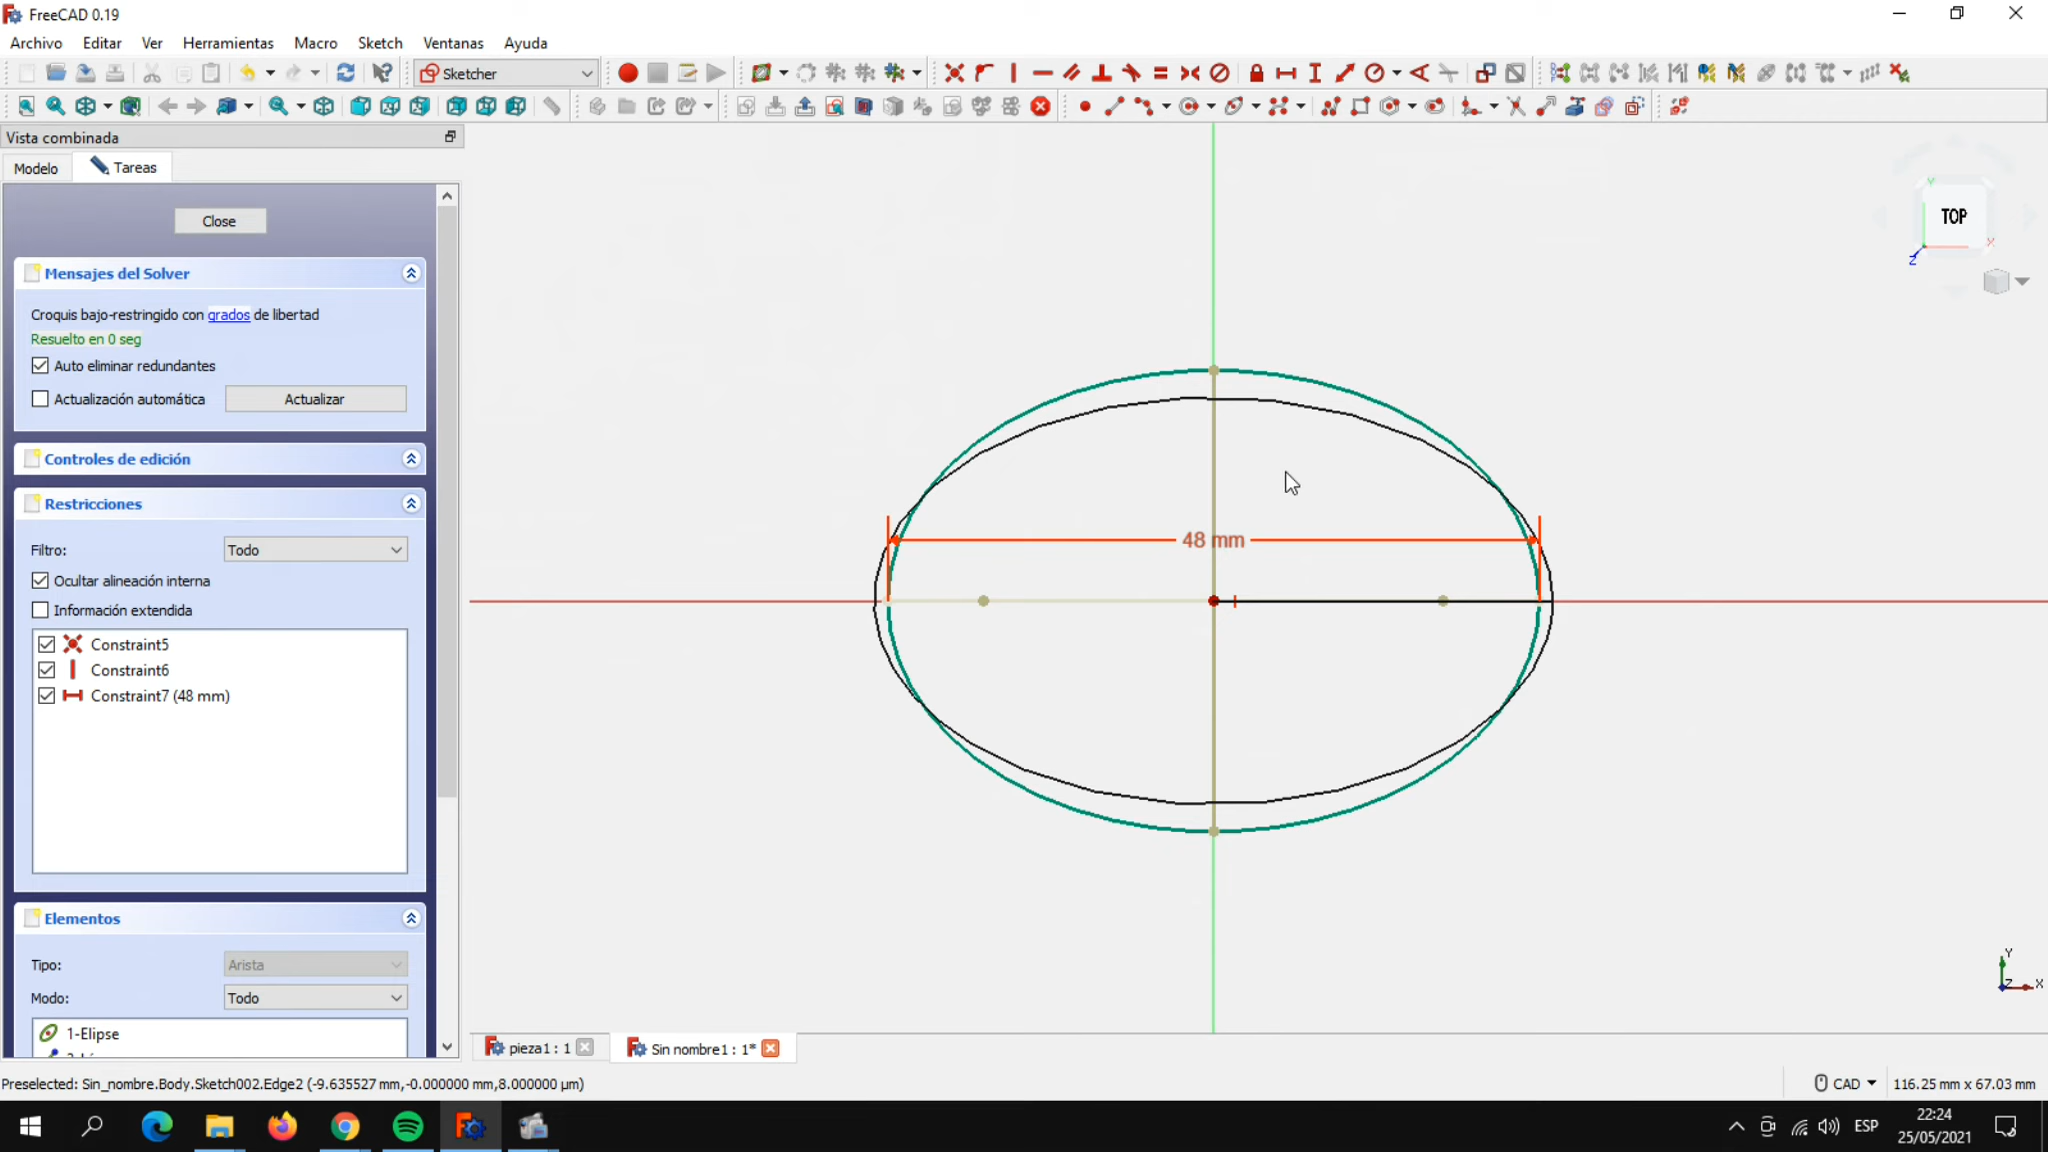 FreeCAD 0.19
Archivo Editar Ver Herramientas Macro Sketch Ventanas Ayuda
Sketcher
Vista combinada
Modelo Tareas
Close
Mensajes del Solver
Croquis bajo-restringido con grados de libertad
Resuelto en 0 seg
Auto eliminar redundantes
Actualización automática Actualizar
Controles de edición
Restricciones
Filtro: Todo
Ocultar alineación interna
Información extendida
Constraint5
Constraint6
Constraint7 (48 mm)
Elementos
Tipo: Arista
Modo: Todo
1-Elipse
48 mm
TOP
Y
X
Z
Y
Z
X
pieza1 : 1 Sin nombre1 : 1*
Preselected: Sin_nombre.Body.Sketch002.Edge2 (-9.635527 mm,-0.000000 mm,8.000000 µm)
CAD 116.25 mm x 67.03 mm
ESP
22:24
25/05/2021